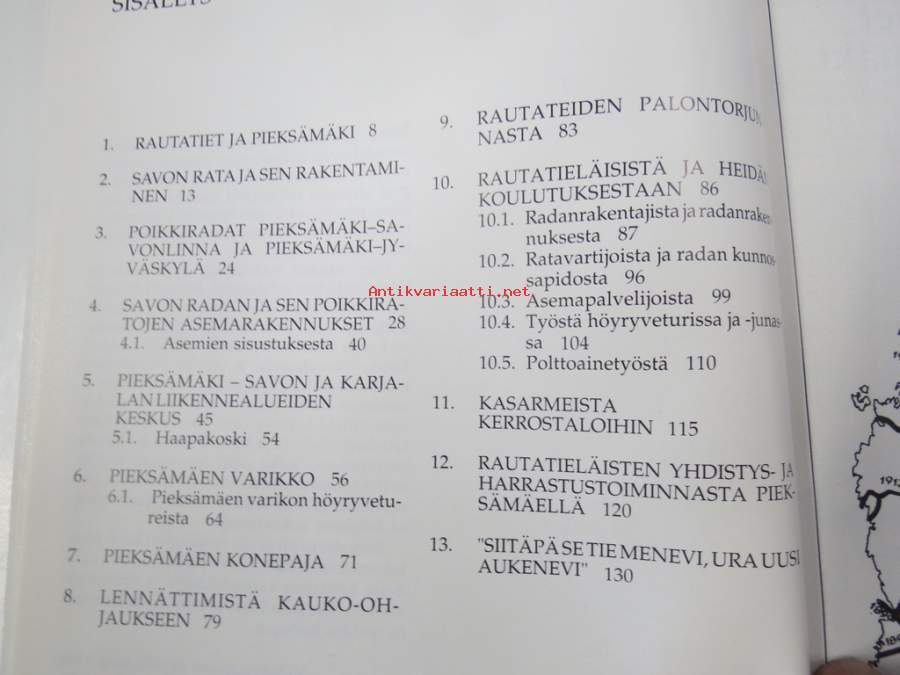 SISÄLLYS
1. RAUTATIET JA PIEKSÄMÄKI 8
2. SAVON RATA JA SEN RAKENTAMI-
NEN 13
3. POIKKIRADAT PIEKSÄMÄKI–SA-
VONLINNA JA PIEKSÄMÄKI–JY-
VÄSKYLÄ 24
4. SAVON RADAN JA SEN POIKKIRA-
TOJEN ASEMARAKENNUKSET 28
4.1. Asemien sisustuksesta 40
5. PIEKSÄMÄKI – SAVON JA KARJA-
LAN LIIKENNEALUEIDEN
KESKUS 45
5.1. Haapakoski 54
6. PIEKSÄMÄEN VARIKKO 56
6.1. Pieksämäen varikon höyryvetu-
reista 64
7. PIEKSÄMÄEN KONEPAJA 71
8. LENNÄTTIMISTÄ KAUKO-OH-
JAUKSEEN 79
9. RAUTATEIDEN PALONTORJUN
NASTA 83
10. RAUTATIELÄISISTÄ JA HEIDÄN
KOULUTUKSESTAAN 86
10.1. Radanrakentajista ja radanraken
nuksesta 87
10.2. Ratavartijoista ja radan kunnos-
sapidosta 96
10.3. Asemapalvelijoista 99
10.4. Työstä höyryveturissa ja -junas-
sa 104
10.5. Polttoainetyöstä 110
11. KASARMEISTA
KERROSTALOIHIN 115
12. RAUTATIELÄISTEN YHDISTYS- JA
HARRASTUSTOIMINNASTA PIEK-
SÄMÄELLÄ 120
13. "SIITÄPÄ SE TIE MENEVI, URA UUSI
AUKENEVI" 130
Antikvariaatti.net